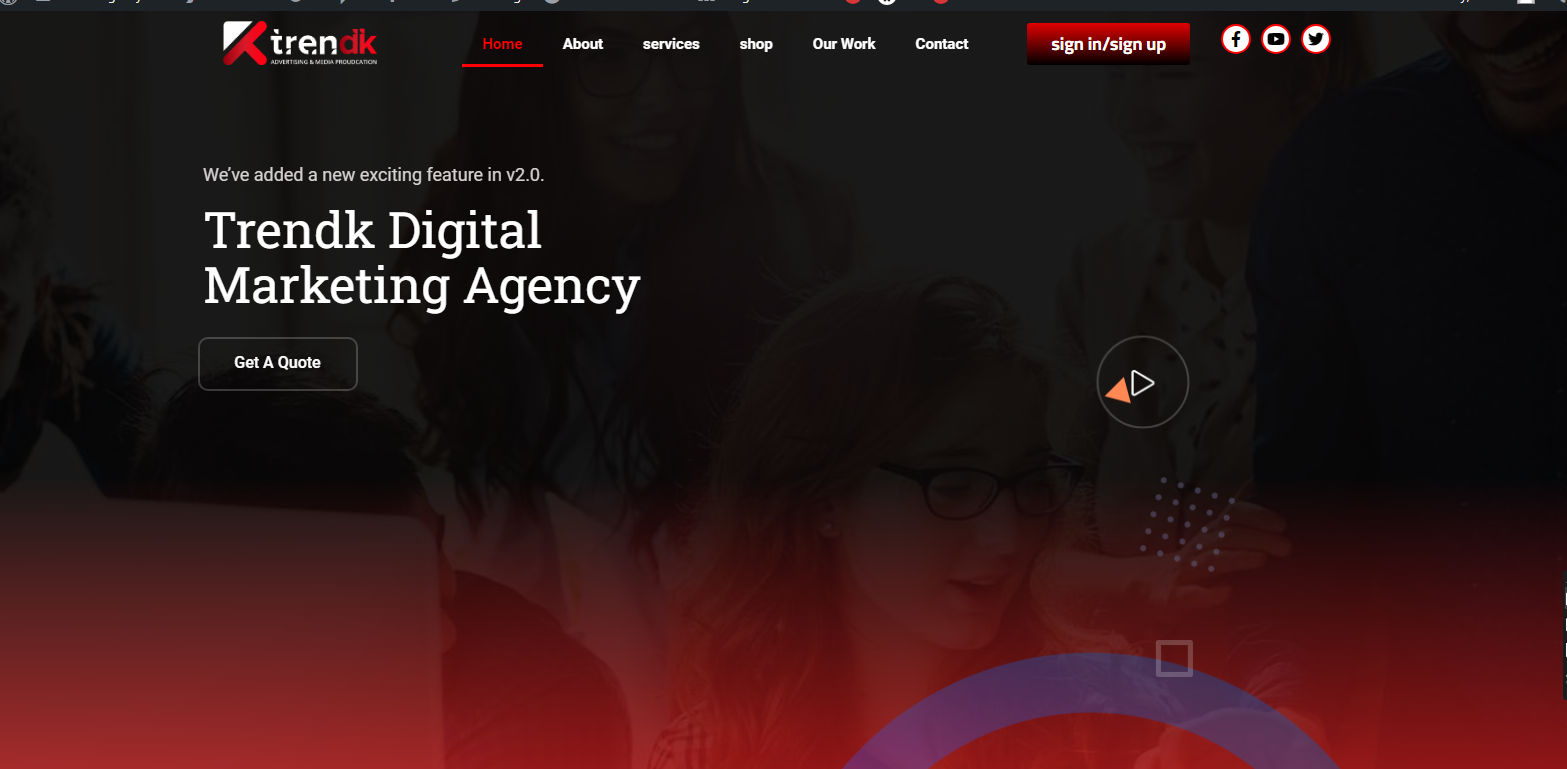 trendk
ADVERTISING & MEDIA PROUDCATION
Home
About
services
shop
Our Work
Contact
sign in/sign up
We've added a new exciting feature in v2.0.
Trendk Digital
Marketing Agency
Get A Quote